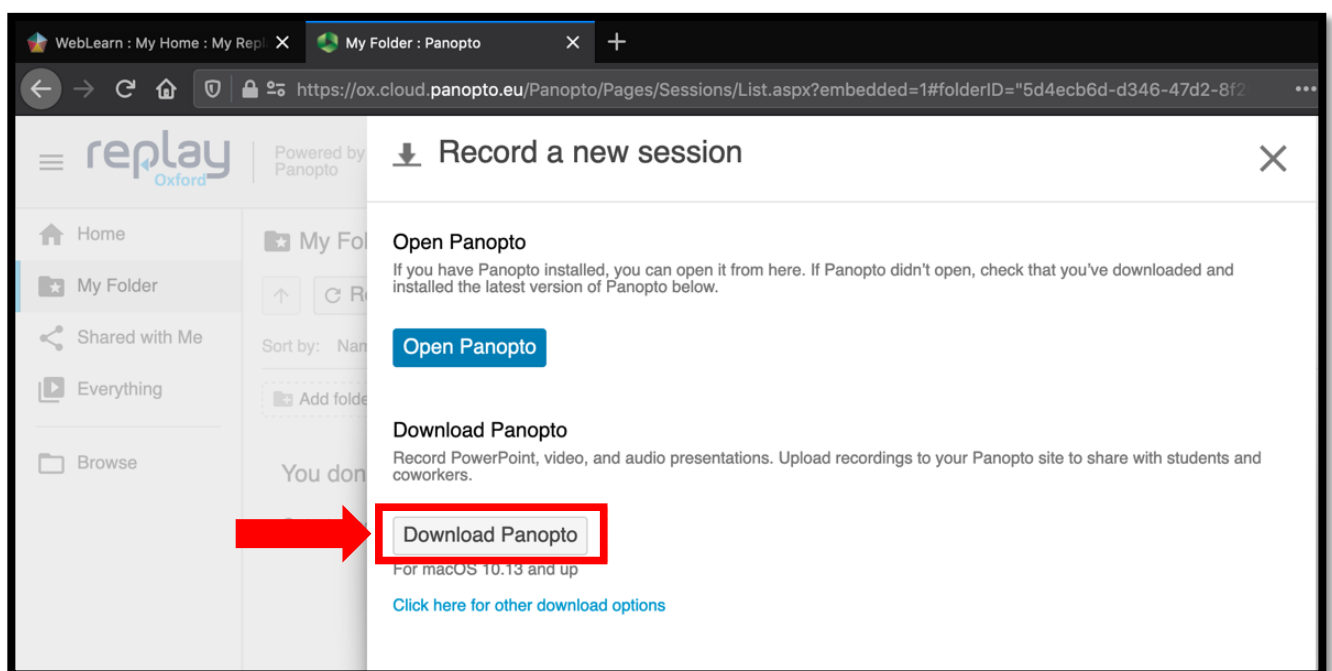 WebLearn : My Home : My Repl
My Folder : Panopto
https://ox.cloud.panopto.eu/Panopto/Pages/Sessions/List.aspx?embedded=1#folderID="5d4ecb6d-d346-47d2-8f2
replay
Oxford
Powered by
Panopto
Record a new session
Home
My Folder
Shared with Me
Everything
Browse
My Fol
Sort by: Nam
Add folde
You don
Open Panopto
If you have Panopto installed, you can open it from here. If Panopto didn't open, check that you've downloaded and
installed the latest version of Panopto below.
Open Panopto
Download Panopto
Record PowerPoint, video, and audio presentations. Upload recordings to your Panopto site to share with students and
coworkers.
Download Panopto
For macOS 10.13 and up
Click here for other download options